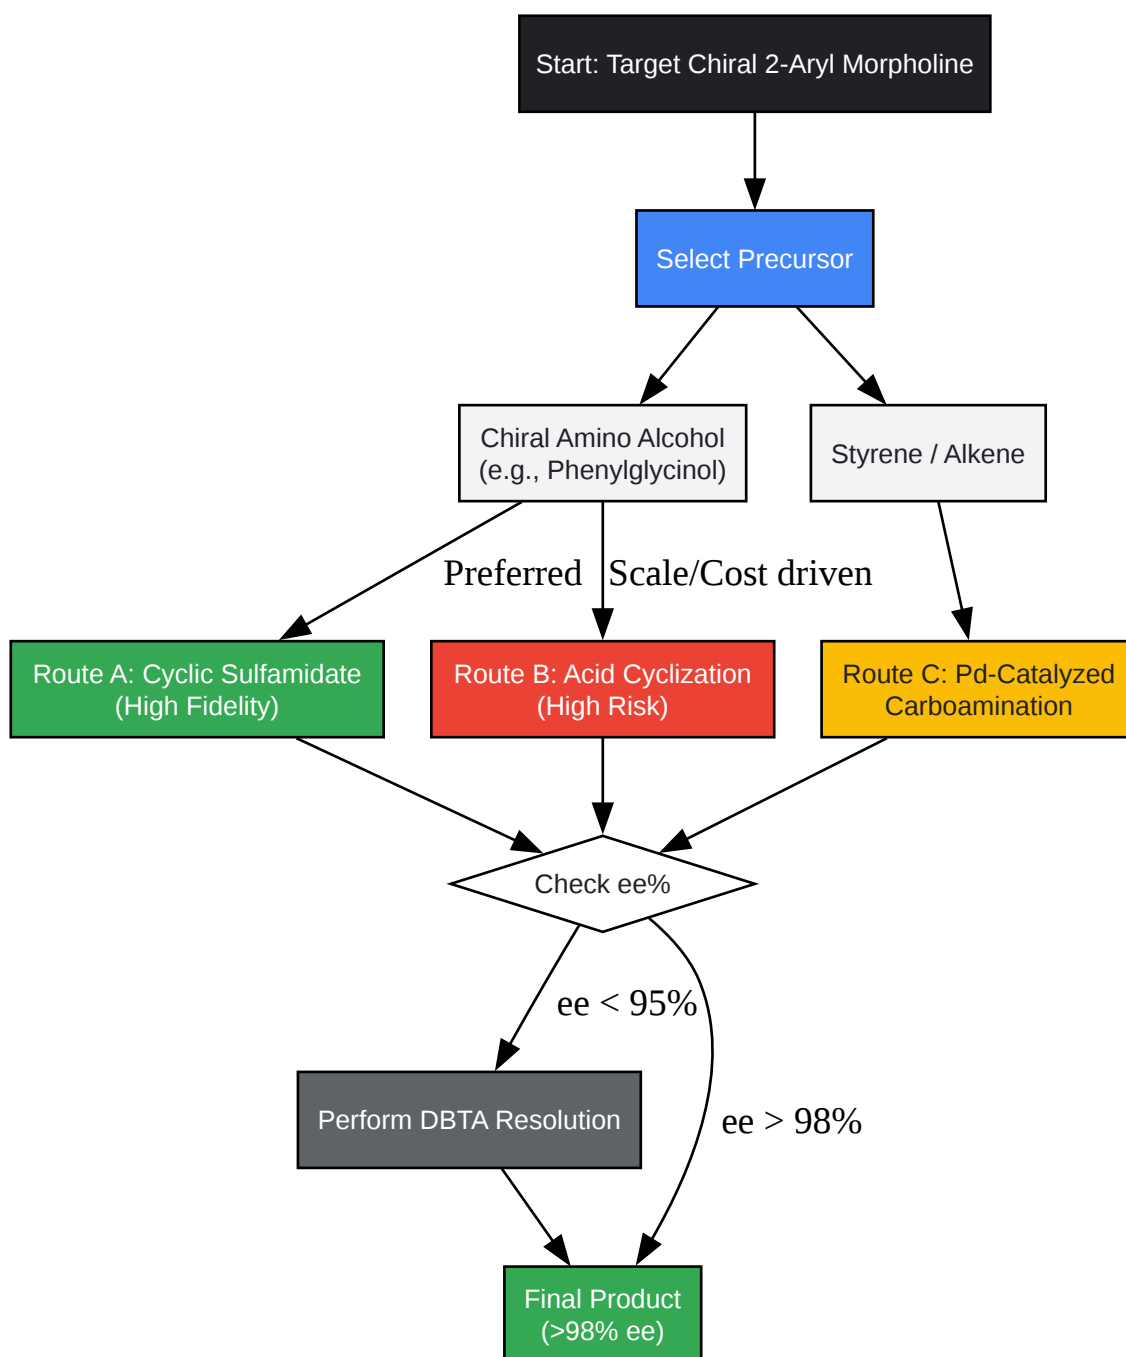 Start: Target Chiral 2-Aryl Morpholine
Select Precursor
Chiral Amino Alcohol
(e.g., Phenylglycinol)
Styrene / Alkene
Preferred
Scale/Cost driven
Route A: Cyclic Sulfamidate
(High Fidelity)
Route B: Acid Cyclization
(High Risk)
Route C: Pd-Catalyzed
Carboamination
Check ee%
ee < 95%
ee > 98%
Perform DBTA Resolution
Final Product
(>98% ee)